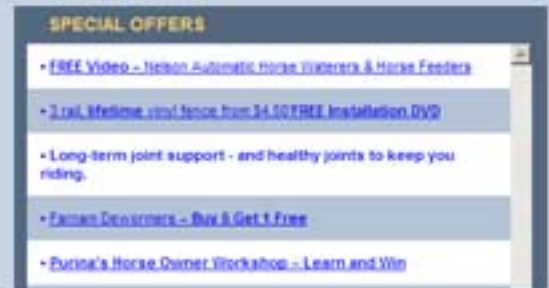 SPECIAL OFFERS
• FREE Video – Nelson Automatic Horse Waterers & Horse Feeders
• 3 rail, lifetime vinyl fence from $4.50 FREE Installation DVD
• Long-term joint support - and healthy joints to keep you
riding.
• Farnam Dewormers – Buy 8 Get 1 Free
• Purina's Horse Owner Workshop – Learn and Win